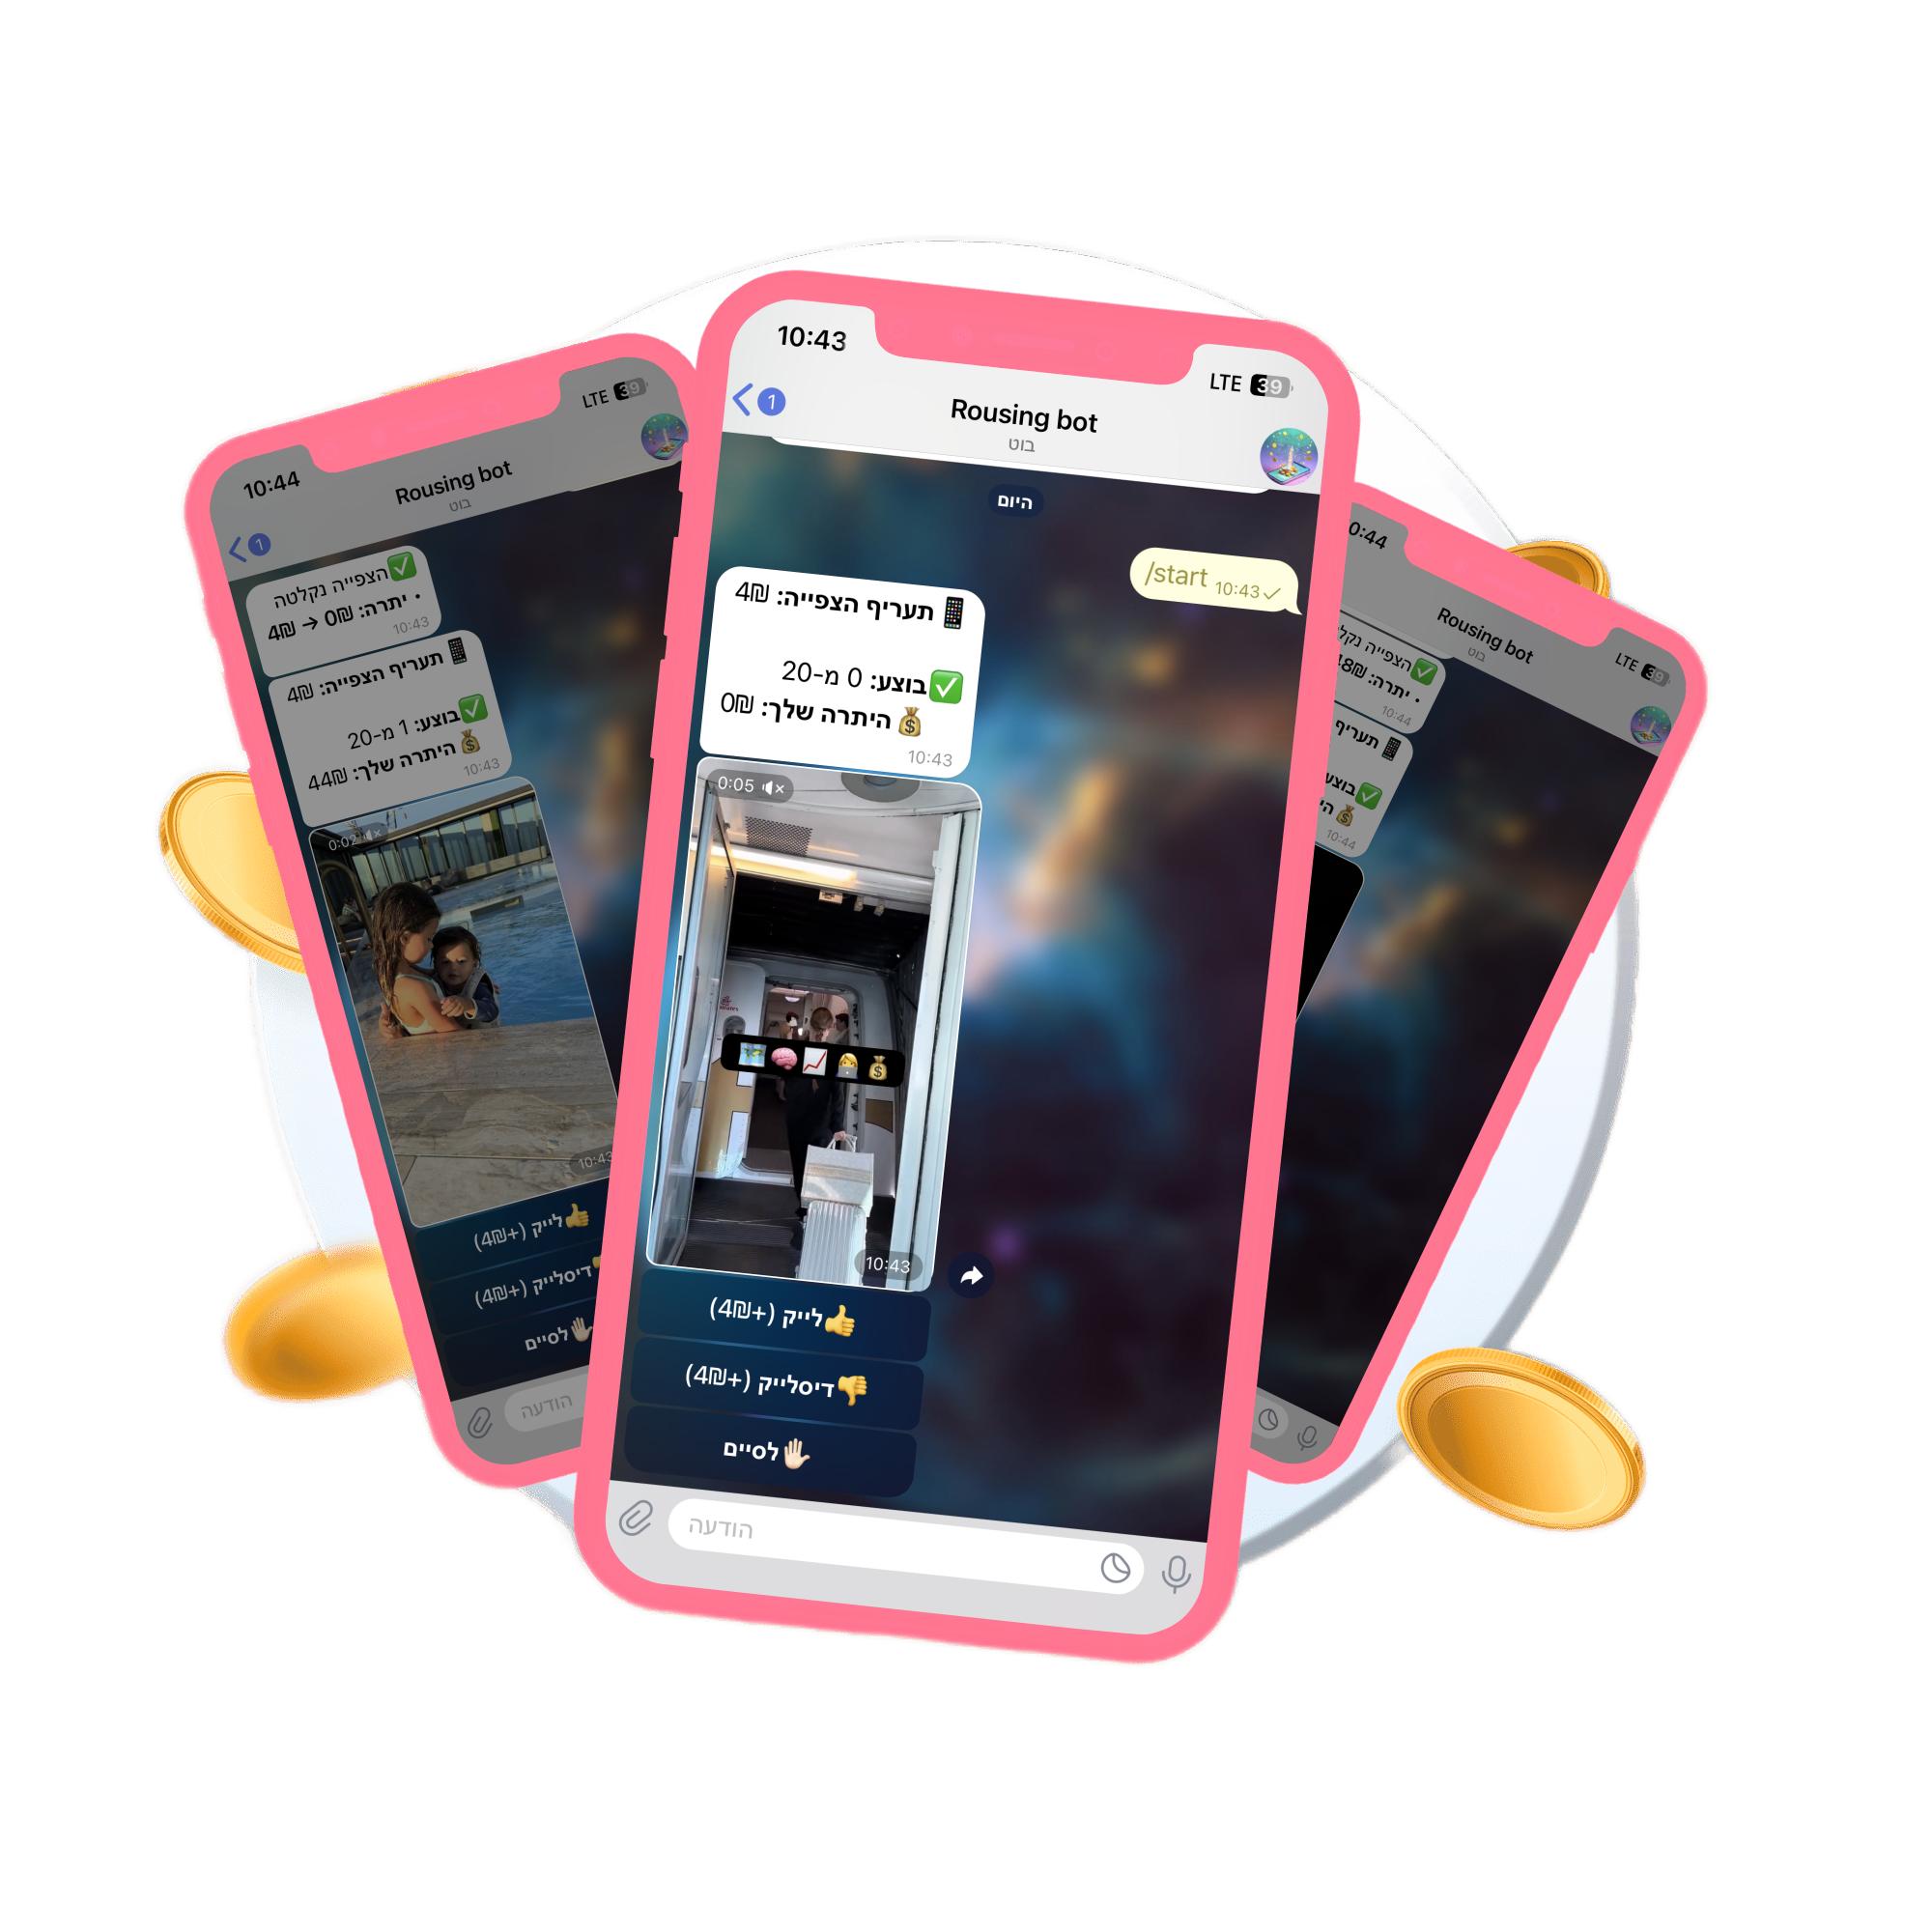 10:44
LTE 39
1
Rousing bot
בוט
✅הצפייה נקלטה
• יתרה: 0₪ → 4₪
10:43
📱 תעריף הצפייה: 4₪
✅בוצע: 1 מ-20
💰היתרה שלך: 44₪
10:43
0:02
10:43
👍לייק (+4₪)
👎דיסלייק (+4₪)
🖐🏻לסיים
הודעה
10:43
LTE 39
1
Rousing bot
בוט
היום
/start 10:43
📱 תעריף הצפייה: 4₪
✅בוצע: 0 מ-20
💰היתרה שלך: 0₪
10:43
0:05
10:43
👍לייק (+4₪)
👎דיסלייק (+4₪)
🖐🏻לסיים
הודעה
0:44
LTE 39
Rousing bot
בוט
✅הצפייה
• יתרה: 48₪
10:44
📱 תעריף
✅בוצע
💰
10:44